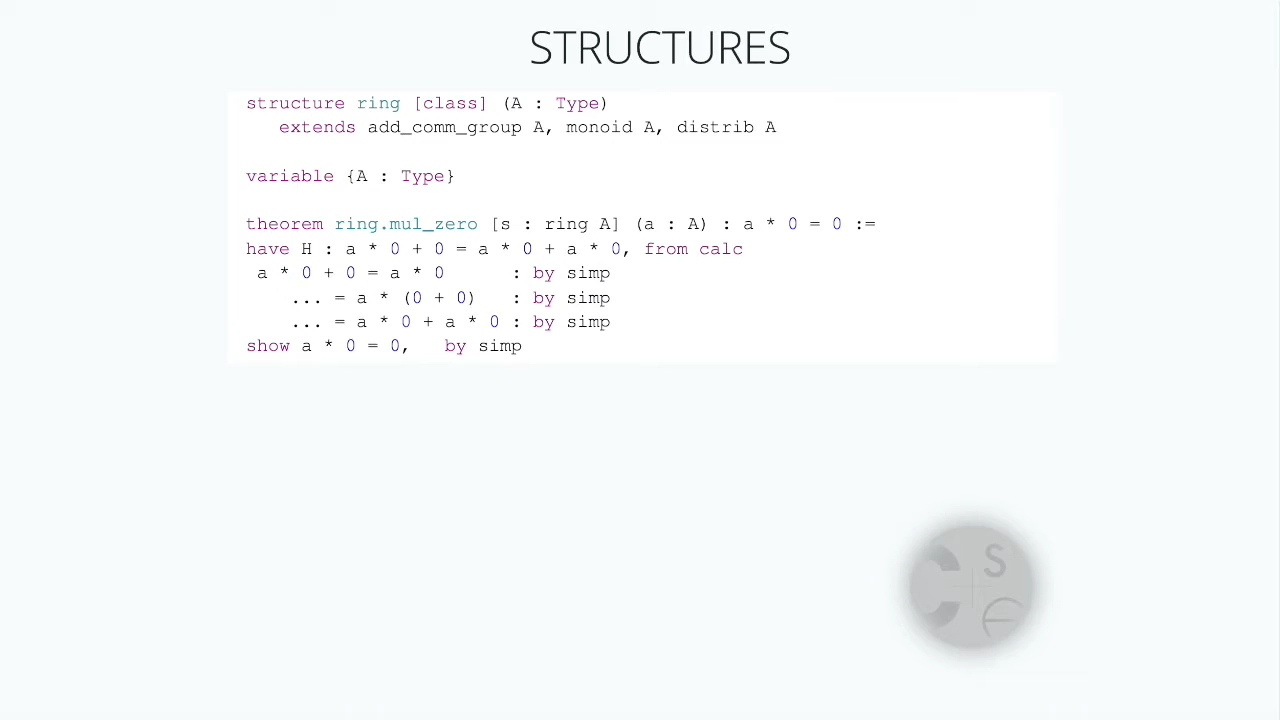 STRUCTURES
structure ring [class] (A : Type)
   extends add_comm_group A, monoid A, distrib A
variable {A : Type}
theorem ring.mul_zero [s : ring A] (a : A) : a * 0 = 0 :=
have H : a * 0 + 0 = a * 0 + a * 0, from calc
 a * 0 + 0 = a * 0      : by simp
    ... = a * (0 + 0)   : by simp
    ... = a * 0 + a * 0 : by simp
show a * 0 = 0,   by simp
C S